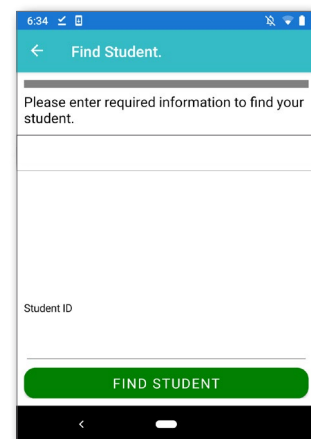 6:34
Find Student.
Please enter required information to find your
student.
Student ID
FIND STUDENT